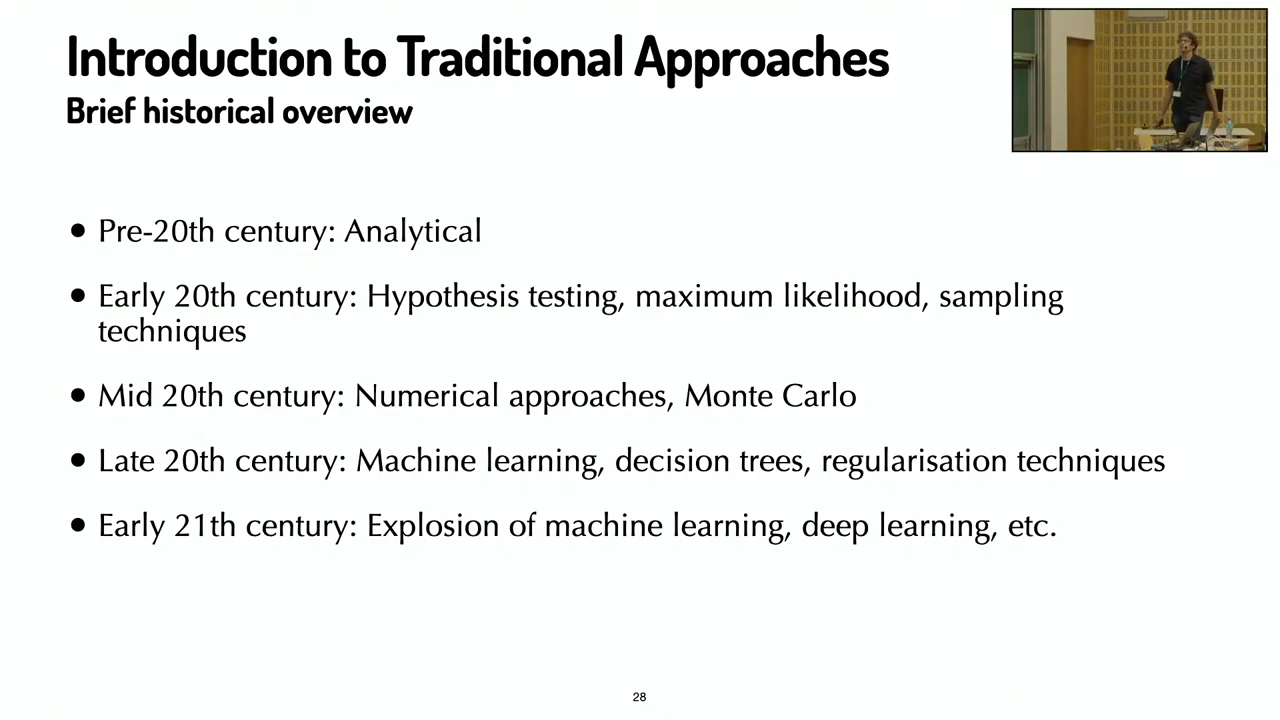 Introduction to Traditional Approaches
Brief historical overview
• Pre-20th century: Analytical
• Early 20th century: Hypothesis testing, maximum likelihood, sampling
techniques
• Mid 20th century: Numerical approaches, Monte Carlo
• Late 20th century: Machine learning, decision trees, regularisation techniques
• Early 21th century: Explosion of machine learning, deep learning, etc.
28